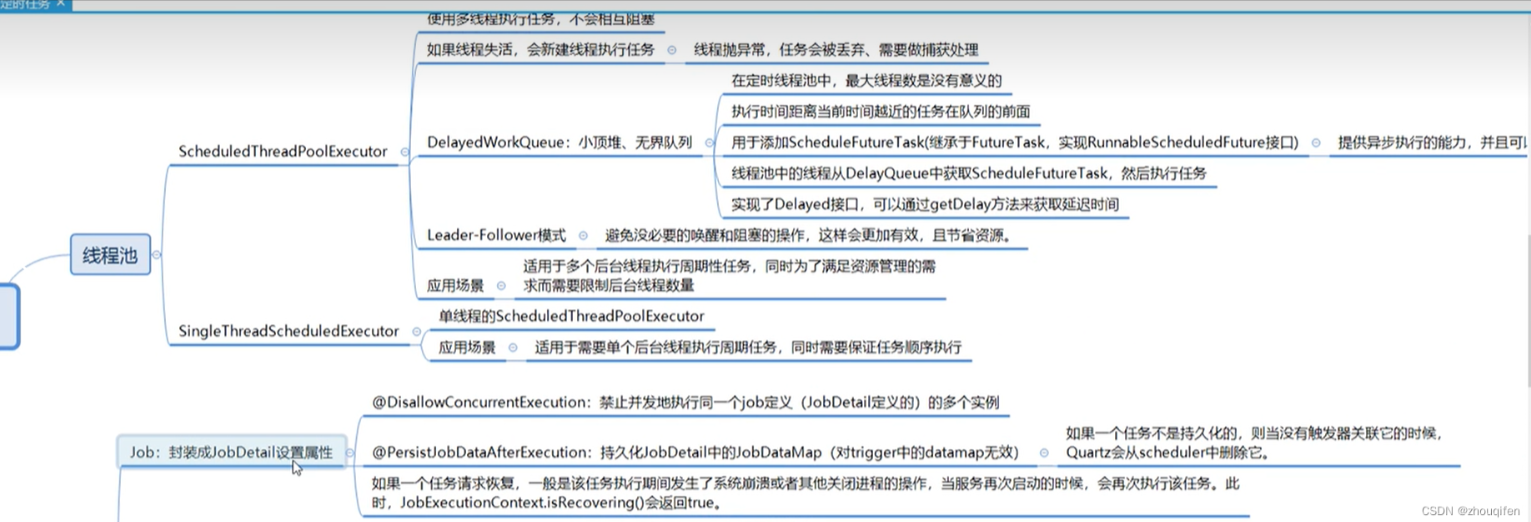 定时任务
使用多线程执行任务，不会相互阻塞
如果线程失活，会新建线程执行任务
线程抛异常，任务会被丢弃、需要做捕获处理
在定时线程池中，最大线程数是没有意义的
执行时间距离当前时间越近的任务在队列的前面
ScheduledThreadPoolExecutor
DelayedWorkQueue：小顶堆、无界队列
用于添加ScheduleFutureTask(继承于FutureTask，实现RunnableScheduledFuture接口)
提供异步执行的能力，并且可以
线程池中的线程从DelayQueue中获取ScheduleFutureTask，然后执行任务
实现了Delayed接口，可以通过getDelay方法来获取延迟时间
线程池
Leader-Follower模式
避免没必要的唤醒和阻塞的操作，这样会更加有效，且节省资源。
应用场景
适用于多个后台线程执行周期性任务，同时为了满足资源管理的需
求而需要限制后台线程数量
SingleThreadScheduledExecutor
单线程的ScheduledThreadPoolExecutor
应用场景
适用于需要单个后台线程执行周期任务，同时需要保证任务顺序执行
Job：封装成JobDetail设置属性
@DisallowConcurrentExecution：禁止并发地执行同一个job定义（JobDetail定义的）的多个实例
@PersistJobDataAfterExecution：持久化JobDetail中的JobDataMap（对trigger中的datamap无效）
如果一个任务不是持久化的，则当没有触发器关联它的时候，
Quartz会从scheduler中删除它。
如果一个任务请求恢复，一般是该任务执行期间发生了系统崩溃或者其他关闭进程的操作，当服务再次启动的时候，会再次执行该任务。此
时，JobExecutionContext.isRecovering()会返回true。
CSDN @zhouqifen